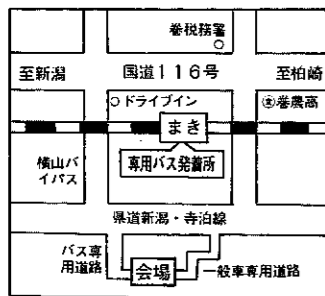 巻税務署
至新潟 国道116号 至柏崎
ドライブイン 巻農高
まき
専用バス発着所
横山バ
イパス
県道新潟・寺泊線
バス専
用道路
会場 一般車専用道路